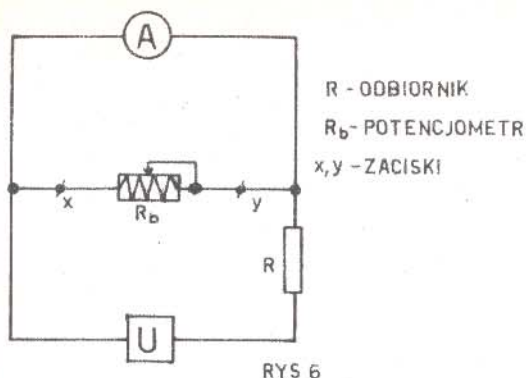 A
R - ODBIORNIK
Rb- POTENCJOMETR
x,y - ZACISKI
x
Rb
y
R
U
RYS 6